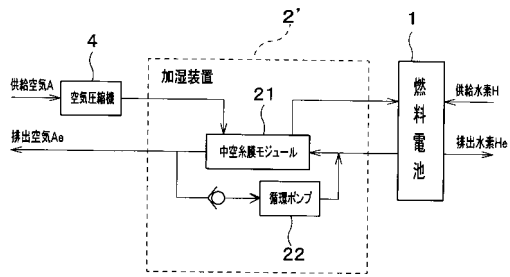 2’
1
4
供給空気A
空気圧縮機
加湿装置
21
燃料電池
供給水素H
排出空気Ae
中空糸膜モジュール
排出水素He
循環ポンプ
22